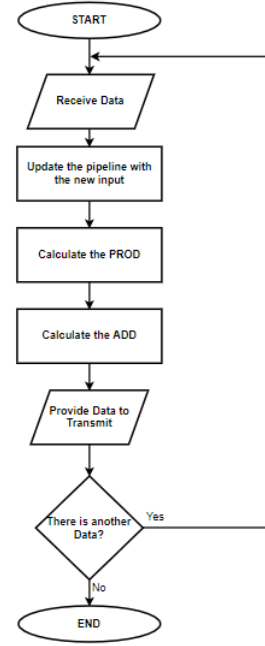 START
Receive Data
Update the pipeline with
the new input
Calculate the PROD
Calculate the ADD
Provide Data to
Transmit
There is another
Data?
Yes
No
END